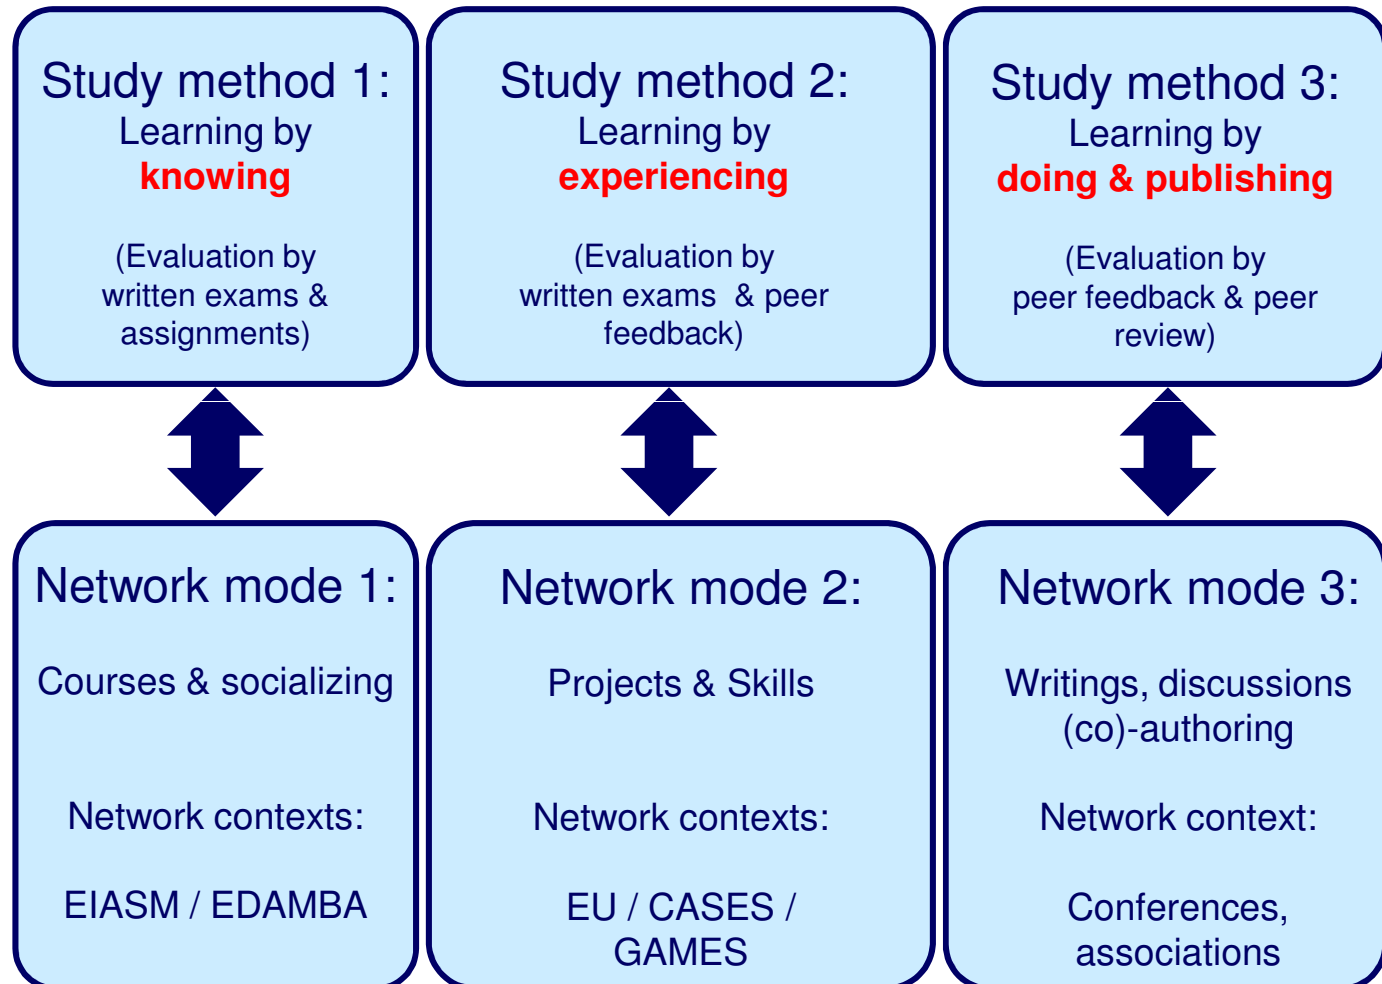 Study method 1:
Learning by
knowing
(Evaluation by
written exams &
assignments)
Study method 2:
Learning by
experiencing
(Evaluation by
written exams & peer
feedback)
Study method 3:
Learning by
doing & publishing
(Evaluation by
peer feedback & peer
review)
Network mode 1:
Courses & socializing
Network contexts:
EIASM / EDAMBA
Network mode 2:
Projects & Skills
Network contexts:
EU / CASES /
GAMES
Network mode 3:
Writings, discussions
(co)-authoring
Network context:
Conferences,
associations